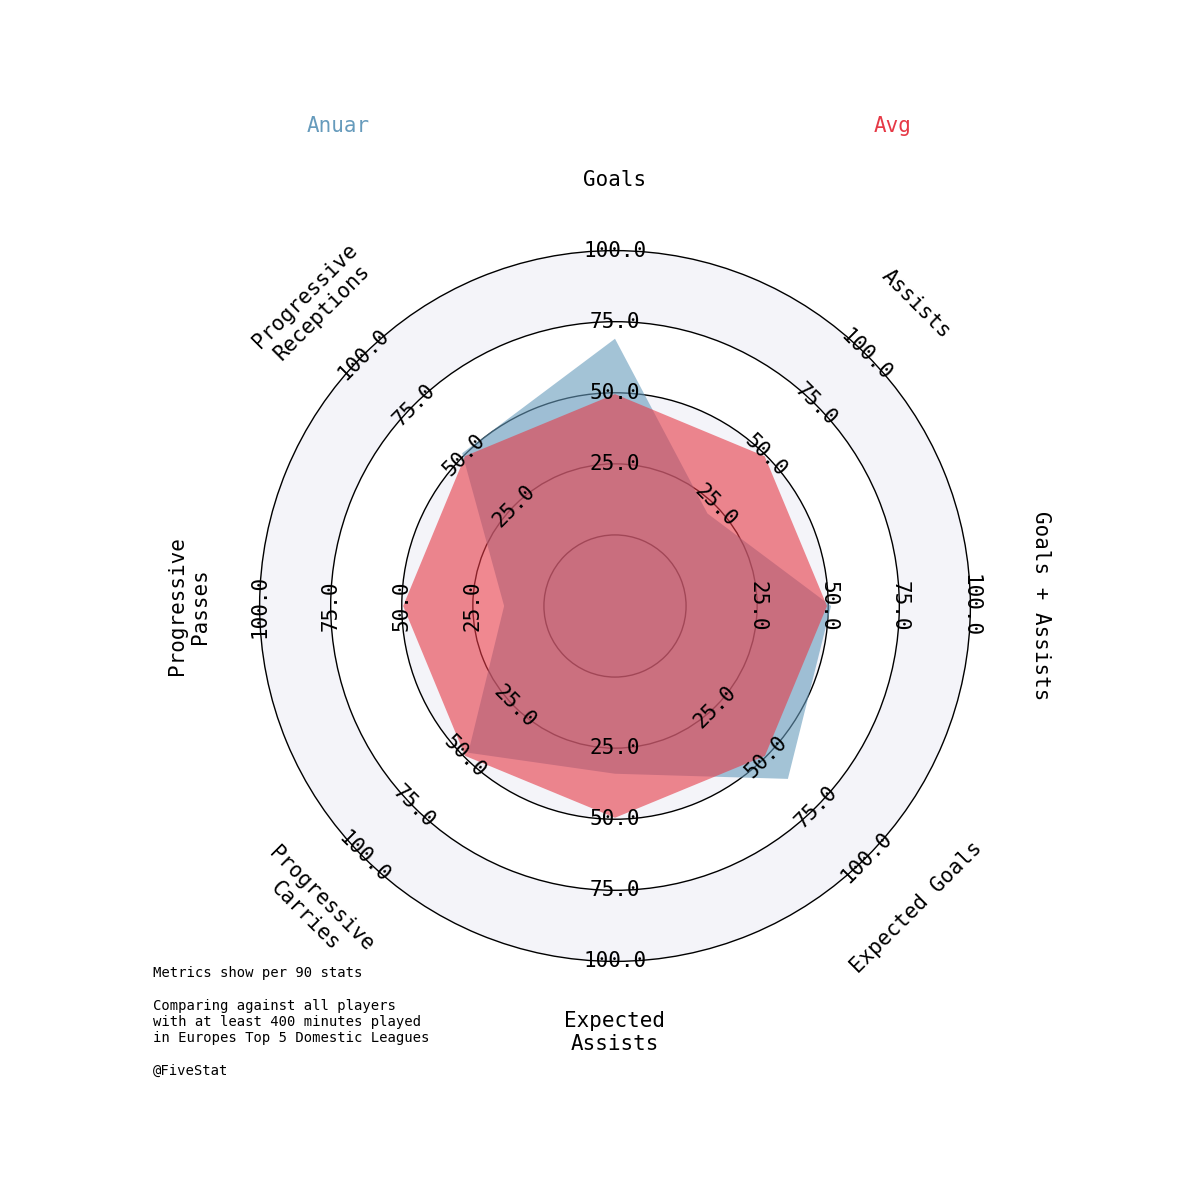 Anuar
Avg
Goals
Assists
Goals + Assists
Expected Goals
Expected
Assists
Progressive
Carries
Progressive
Passes
Progressive
Receptions
25.0
50.0
75.0
100.0
25.0
50.0
75.0
100.0
25.0
50.0
75.0
100.0
25.0
50.0
75.0
100.0
25.0
50.0
75.0
100.0
25.0
50.0
75.0
100.0
25.0
50.0
75.0
100.0
25.0
50.0
75.0
100.0
Metrics show per 90 stats
Comparing against all players
with at least 400 minutes played
in Europes Top 5 Domestic Leagues
@FiveStat